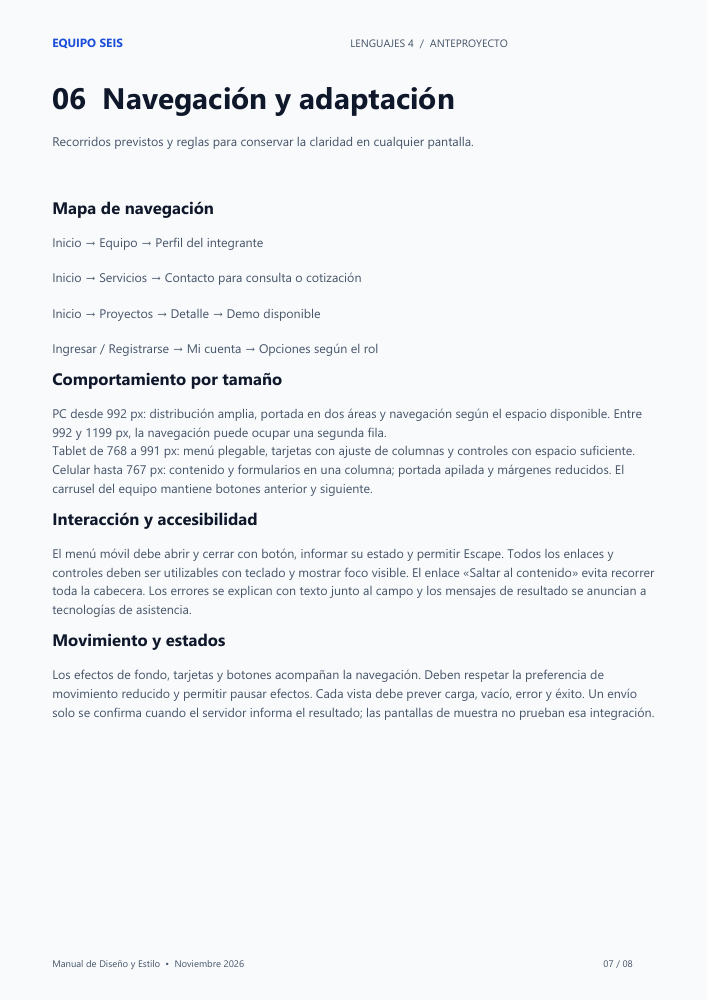 EQUIPO SEIS
LENGUAJES 4 / ANTEPROYECTO
06 Navegación y adaptación
Recorridos previstos y reglas para conservar la claridad en cualquier pantalla.
Mapa de navegación
Inicio → Equipo → Perfil del integrante
Inicio → Servicios → Contacto para consulta o cotización
Inicio → Proyectos → Detalle → Demo disponible
Ingresar / Registrarse → Mi cuenta → Opciones según el rol
Comportamiento por tamaño
PC desde 992 px: distribución amplia, portada en dos áreas y navegación según el espacio disponible. Entre
992 y 1199 px, la navegación puede ocupar una segunda fila.
Tablet de 768 a 991 px: menú plegable, tarjetas con ajuste de columnas y controles con espacio suficiente.
Celular hasta 767 px: contenido y formularios en una columna; portada apilada y márgenes reducidos. El
carrusel del equipo mantiene botones anterior y siguiente.
Interacción y accesibilidad
El menú móvil debe abrir y cerrar con botón, informar su estado y permitir Escape. Todos los enlaces y
controles deben ser utilizables con teclado y mostrar foco visible. El enlace «Saltar al contenido» evita recorrer
toda la cabecera. Los errores se explican con texto junto al campo y los mensajes de resultado se anuncian a
tecnologías de asistencia.
Movimiento y estados
Los efectos de fondo, tarjetas y botones acompañan la navegación. Deben respetar la preferencia de
movimiento reducido y permitir pausar efectos. Cada vista debe prever carga, vacío, error y éxito. Un envío
solo se confirma cuando el servidor informa el resultado; las pantallas de muestra no prueban esa integración.
Manual de Diseño y Estilo • Noviembre 2026
07 / 08